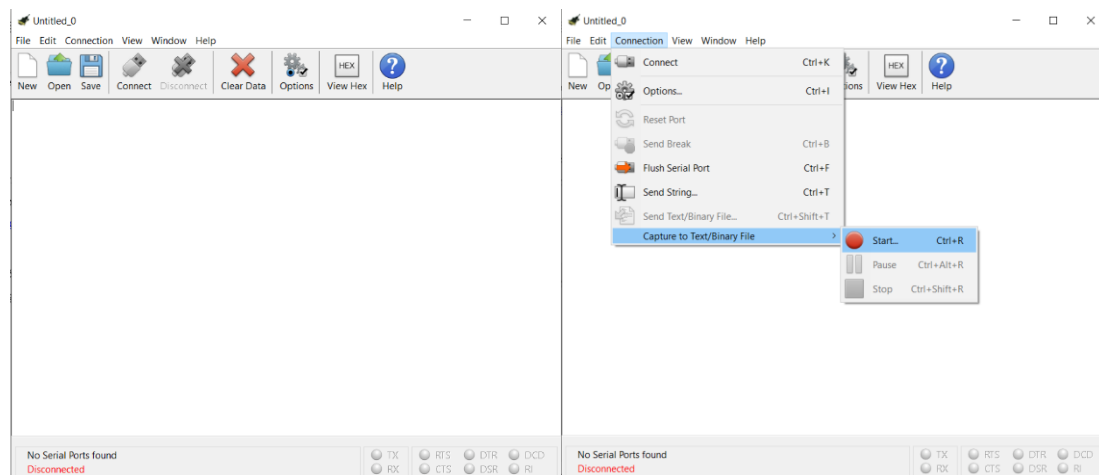 Untitled_0
File Edit Connection View Window Help
New Open Save Connect Disconnect Clear Data Options HEX View Hex Help
No Serial Ports found
Disconnected
TX RTS DTR DCD
RX CTS DSR RI
Untitled_0
File Edit Connection View Window Help
New Op ions HEX View Hex Help
Connect Ctrl+K
Options... Ctrl+I
Reset Port
Send Break Ctrl+B
Flush Serial Port Ctrl+F
Send String... Ctrl+T
Send Text/Binary File... Ctrl+Shift+T
Capture to Text/Binary File >
Start... Ctrl+R
Pause Ctrl+Alt+R
Stop Ctrl+Shift+R
No Serial Ports found
Disconnected
TX RTS DTR DCD
RX CTS DSR RI